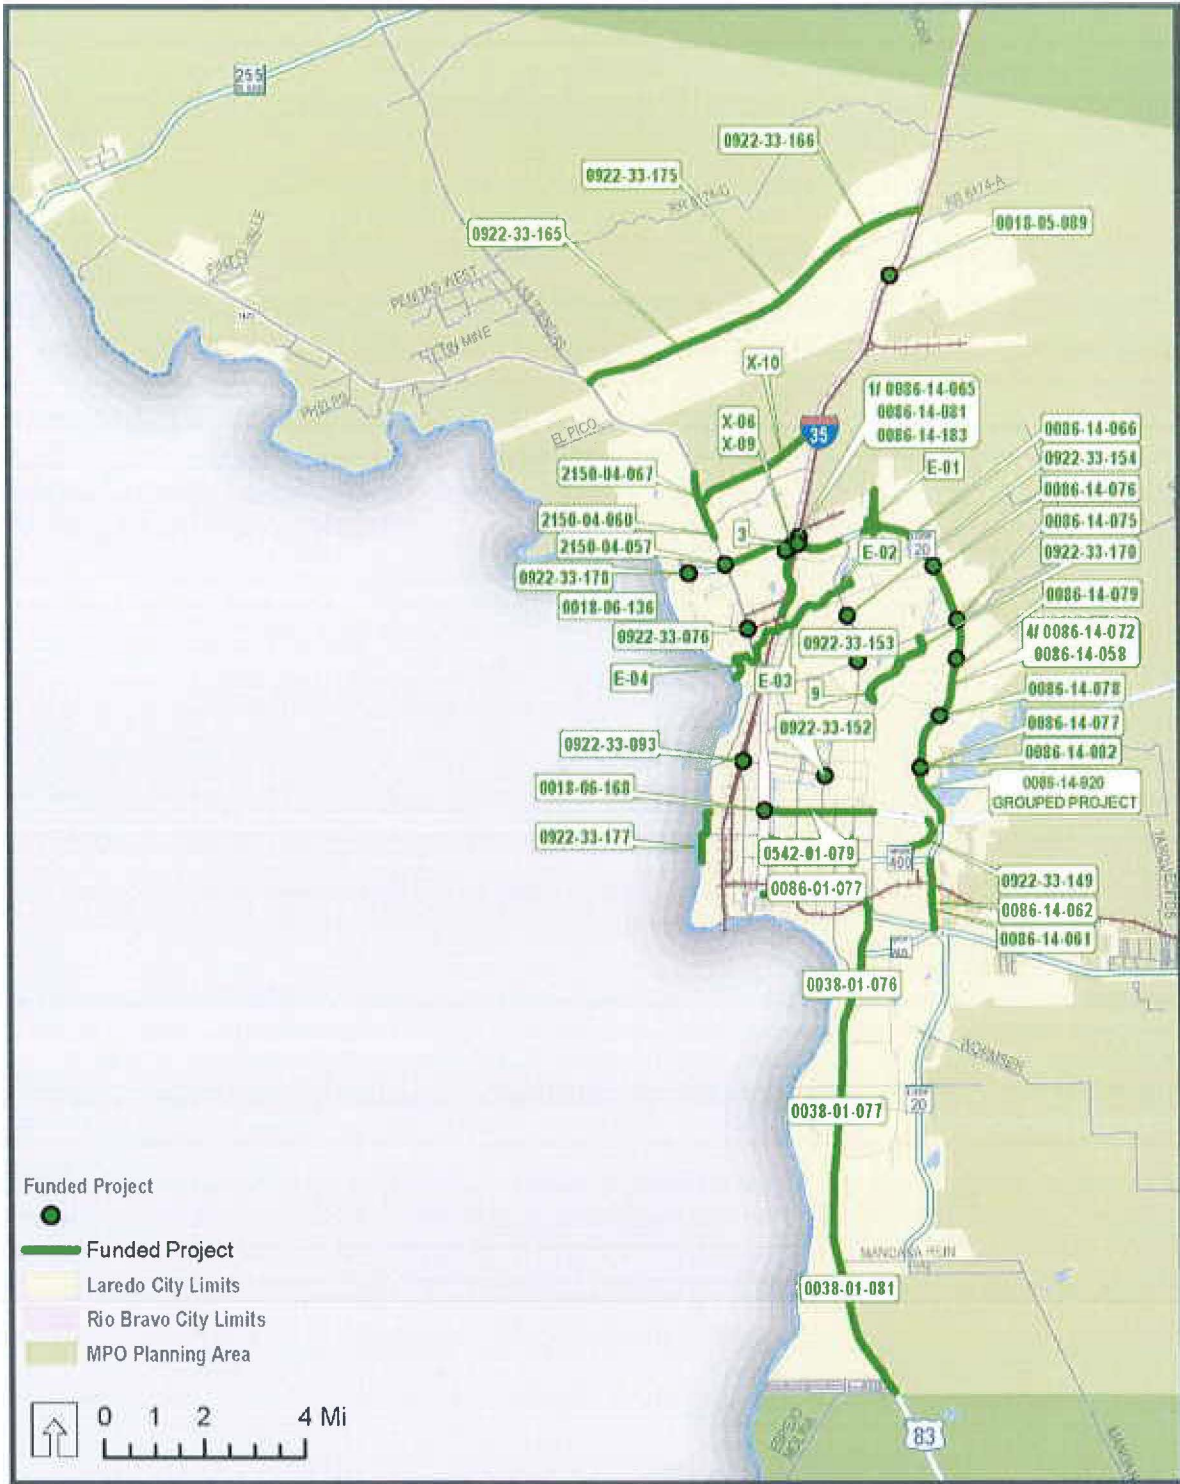 255
0922-33-166
0922-33-175
RR 6174-A
0922-33-165
0018-05-089
PENITAS WEST
X-10
PHELPS
EL PICO
35
1/ 0086-14-065
0086-14-081
0086-14-183
X-06
X-09
0086-14-066
0922-33-154
E-01
2150-04-067
0086-14-076
2150-04-060
3
0086-14-075
2150-04-057
E-02
LOOP
20
0922-33-170
0922-33-178
0086-14-079
0018-06-136
0922-33-076
0922-33-153
4/ 0086-14-072
0086-14-058
E-04
E-03
9
0086-14-078
0922-33-152
0086-14-077
0922-33-093
0086-14-082
0018-06-168
0086-14-920
GROUPED PROJECT
0922-33-177
0542-01-079
400
0086-01-077
0922-33-149
0086-14-062
0086-14-061
0038-01-076
WORMSER
0038-01-077
LOOP
20
Funded Project
Funded Project
MANGANA HEIN
0038-01-081
Laredo City Limits
Rio Bravo City Limits
MPO Planning Area
0 1 2 4 Mi
83